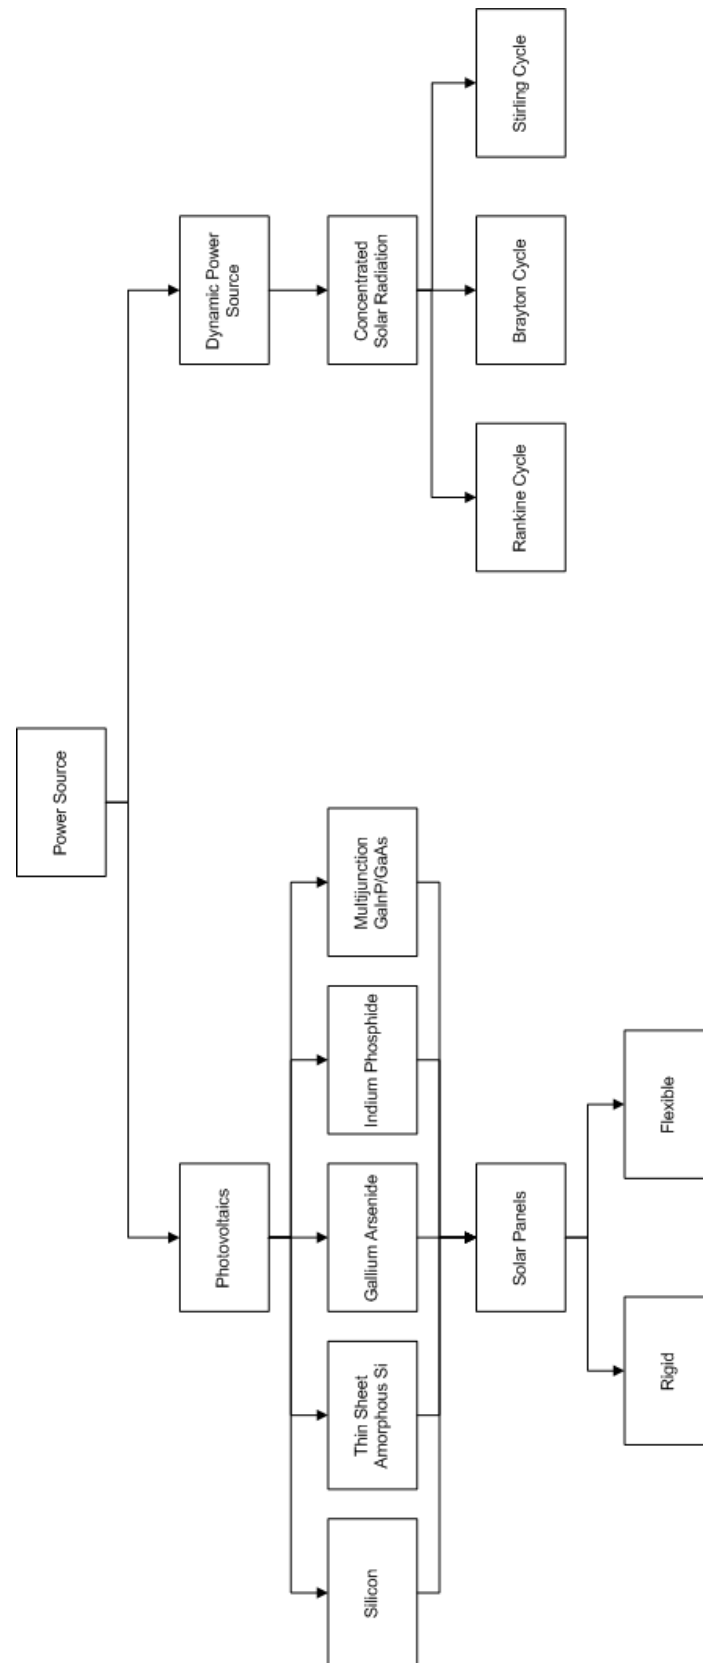 Power Source
Photovoltaics
Dynamic Power
Source
Silicon
Thin Sheet
Amorphous Si
Gallium Arsenide
Indium Phosphide
Multijunction
GaInP/GaAs
Concentrated
Solar Radiation
Solar Panels
Rankine Cycle
Brayton Cycle
Stirling Cycle
Rigid
Flexible